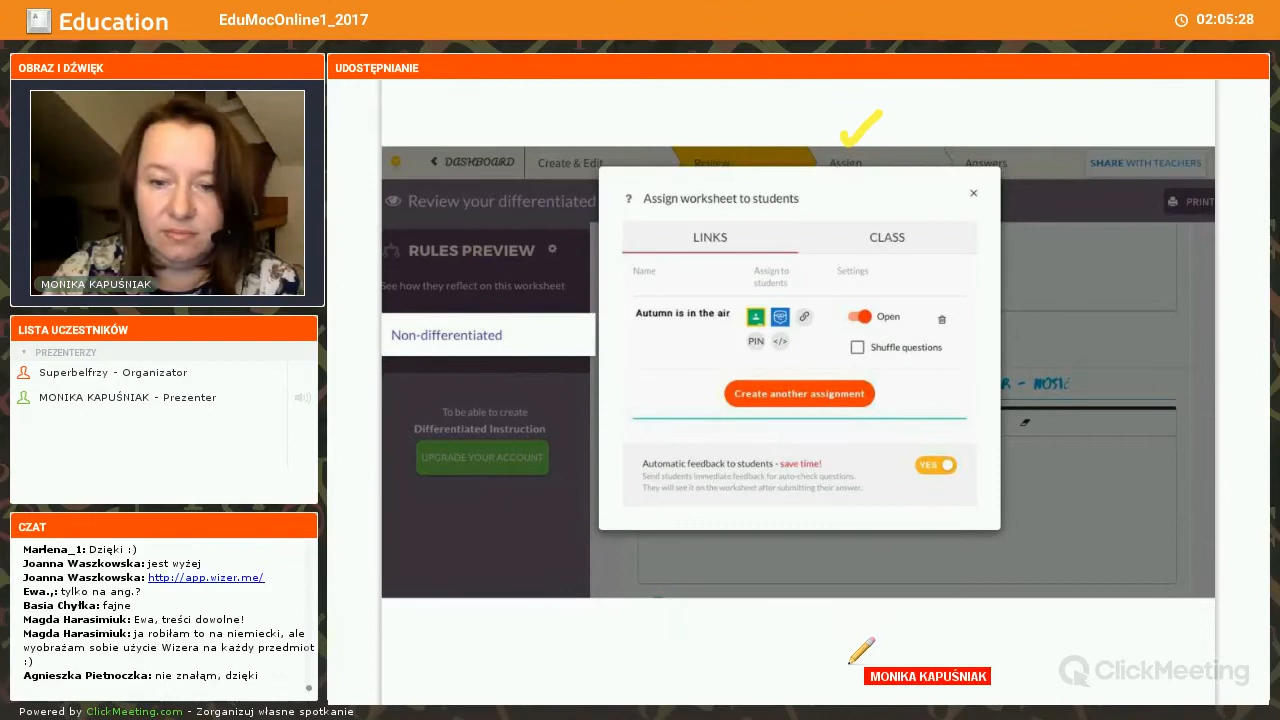 Education
EduMocOnline1_2017
02:05:28
OBRAZ I DŹWIĘK
MONIKA KAPUŚNIAK
LISTA UCZESTNIKÓW
PREZENTERZY
Superbelfrzy - Organizator
MONIKA KAPUŚNIAK - Prezenter
CZAT
Marlena_1: Dzięki :)
Joanna Waszkowska: jest wyżej
Joanna Waszkowska: http://app.wizer.me/
Ewa.,: tylko na ang.?
Basia Chyłka: fajne
Magda Harasimiuk: Ewa, treści dowolne!
Magda Harasimiuk: ja robiłam to na niemiecki, ale
wyobrażam sobie użycie Wizera na każdy przedmiot
:)
Agnieszka Pietnoczka: nie znałąm, dzięki
Powered by ClickMeeting.com - Zorganizuj własne spotkanie
UDOSTĘPNIANIE
DASHBOARD
Create & Edit
Review
Assign
Answers
SHARE WITH TEACHERS
Review your differentiated
PRINT
RULES PREVIEW
See how they reflect on this worksheet
Non-differentiated
To be able to create
Differentiated Instruction
UPGRADE YOUR ACCOUNT
? Assign worksheet to students
×
LINKS
CLASS
Name
Assign to
students
Settings
Autumn is in the air
Open
PIN </>
Shuffle questions
Create another assignment
Automatic feedback to students - save time!
YES
Send students immediate feedback for auto-check questions.
They will see it on the worksheet after submitting their answer.
MONIKA KAPUŚNIAK
ClickMeeting